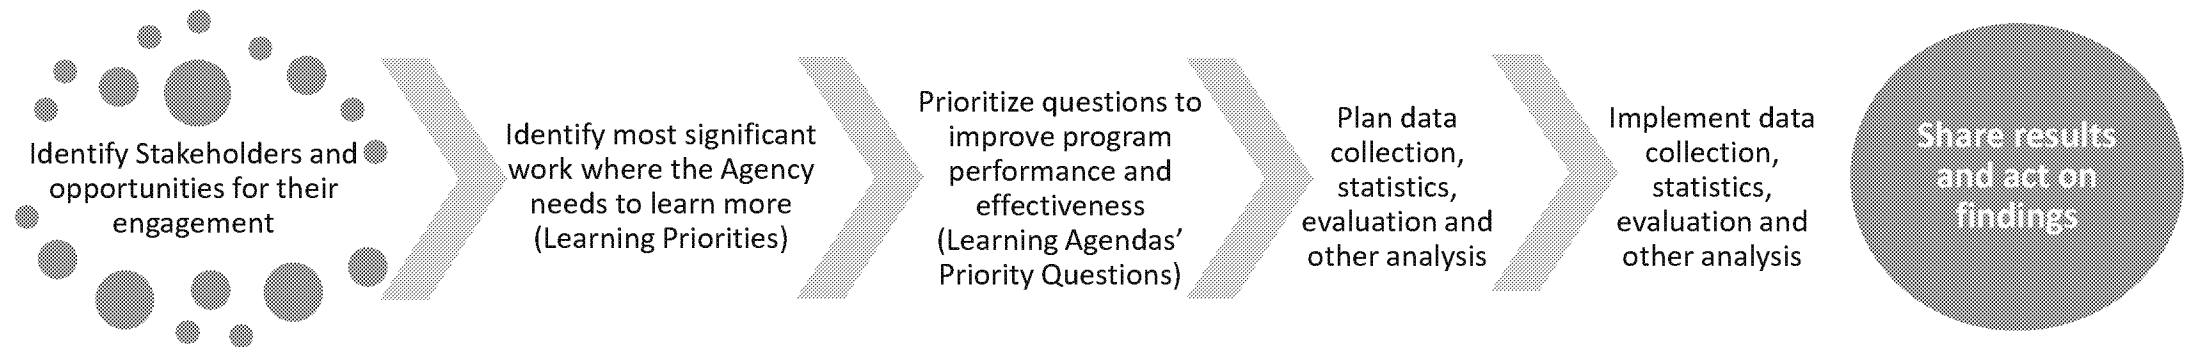 Identify Stakeholders and
opportunities for their
engagement
Identify most significant
work where the Agency
needs to learn more
(Learning Priorities)
Prioritize questions to
improve program
performance and
effectiveness
(Learning Agendas’
Priority Questions)
Plan data
collection,
statistics,
evaluation and
other analysis
Implement data
collection,
statistics,
evaluation and
other analysis
Share results
and act on
findings